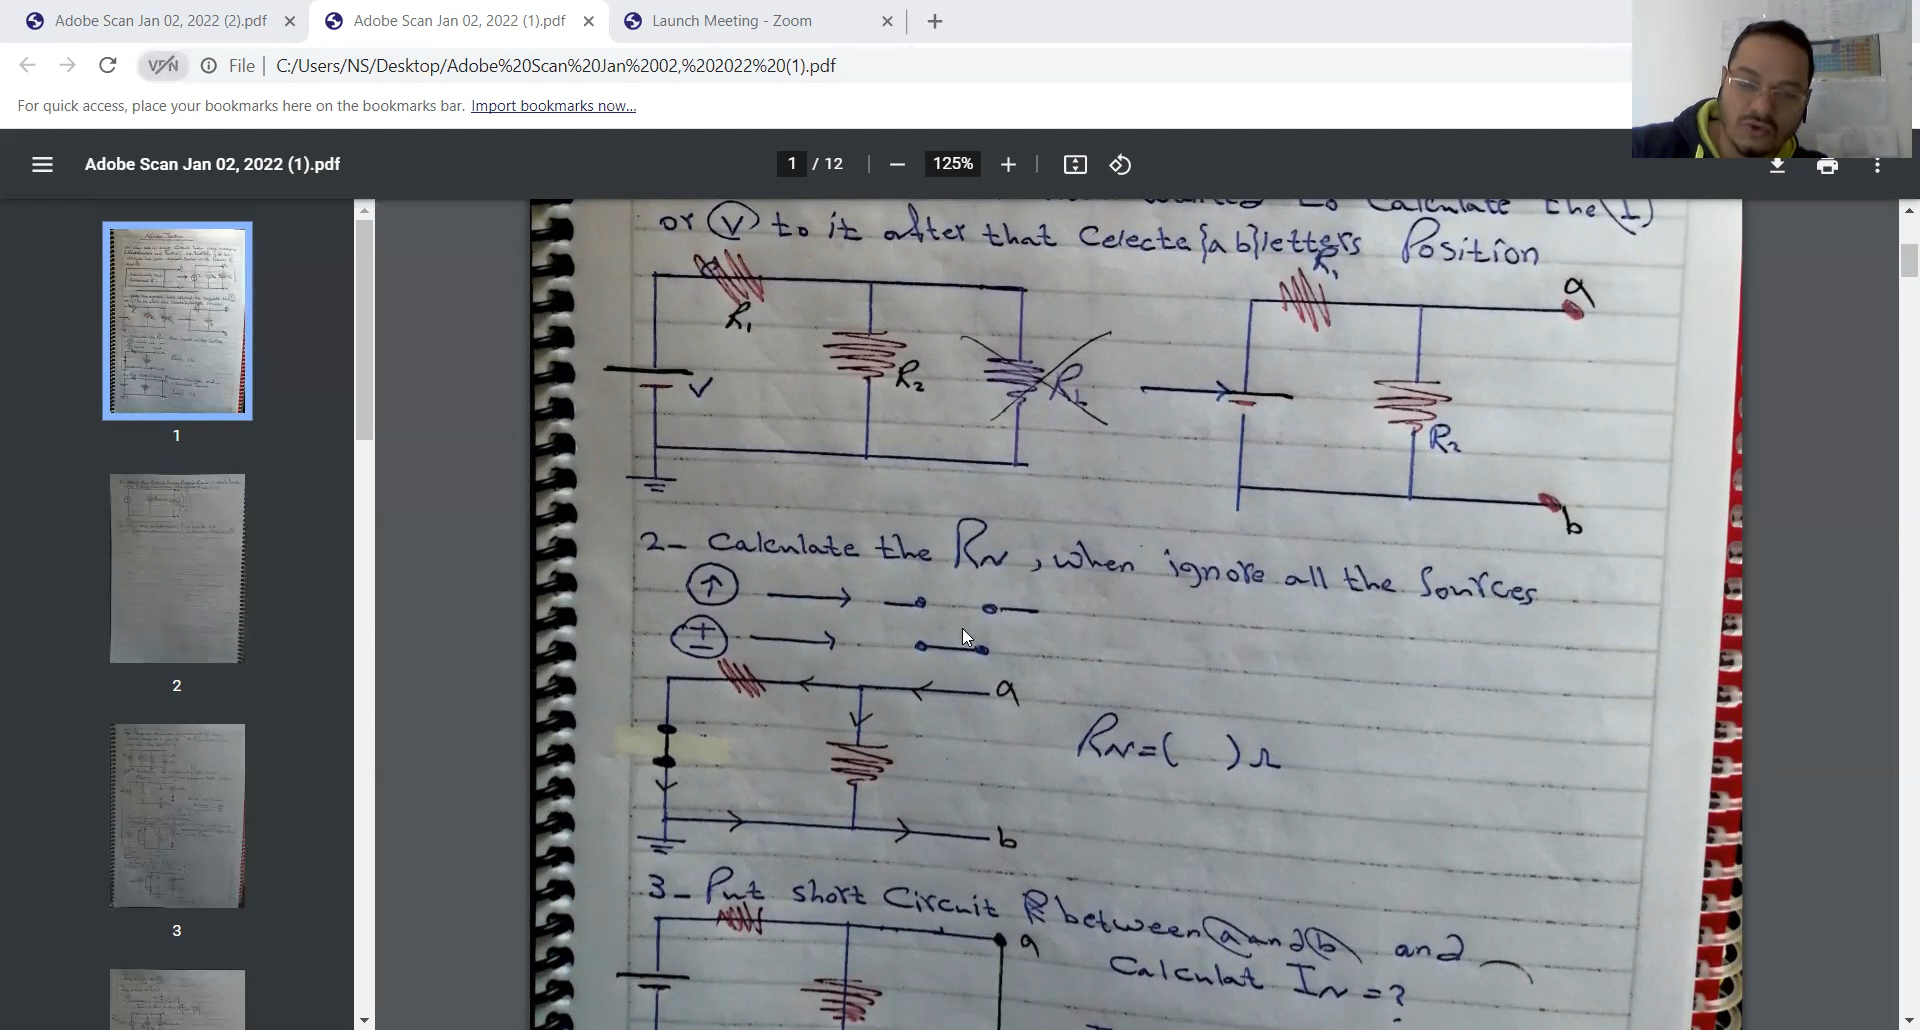 Adobe Scan Jan 02, 2022 (2).pdf
Adobe Scan Jan 02, 2022 (1).pdf
Launch Meeting - Zoom
VPN
File
C:/Users/NS/Desktop/Adobe%20Scan%20Jan%2002,%202022%20(1).pdf
For quick access, place your bookmarks here on the bookmarks bar. Import bookmarks now...
Adobe Scan Jan 02, 2022 (1).pdf
1 / 12
125%
to Calculate the (I)
or (V) to it after that Celecte {a b} letters Position
R1
a
R1
R2
V
RL
R2
b
2- Calculate the RN, when ignore all the Sources
a
RN = ( ) Ω
b
3- Put short Circuit between a and b and
a
Calculat IN = ?
1
2
3